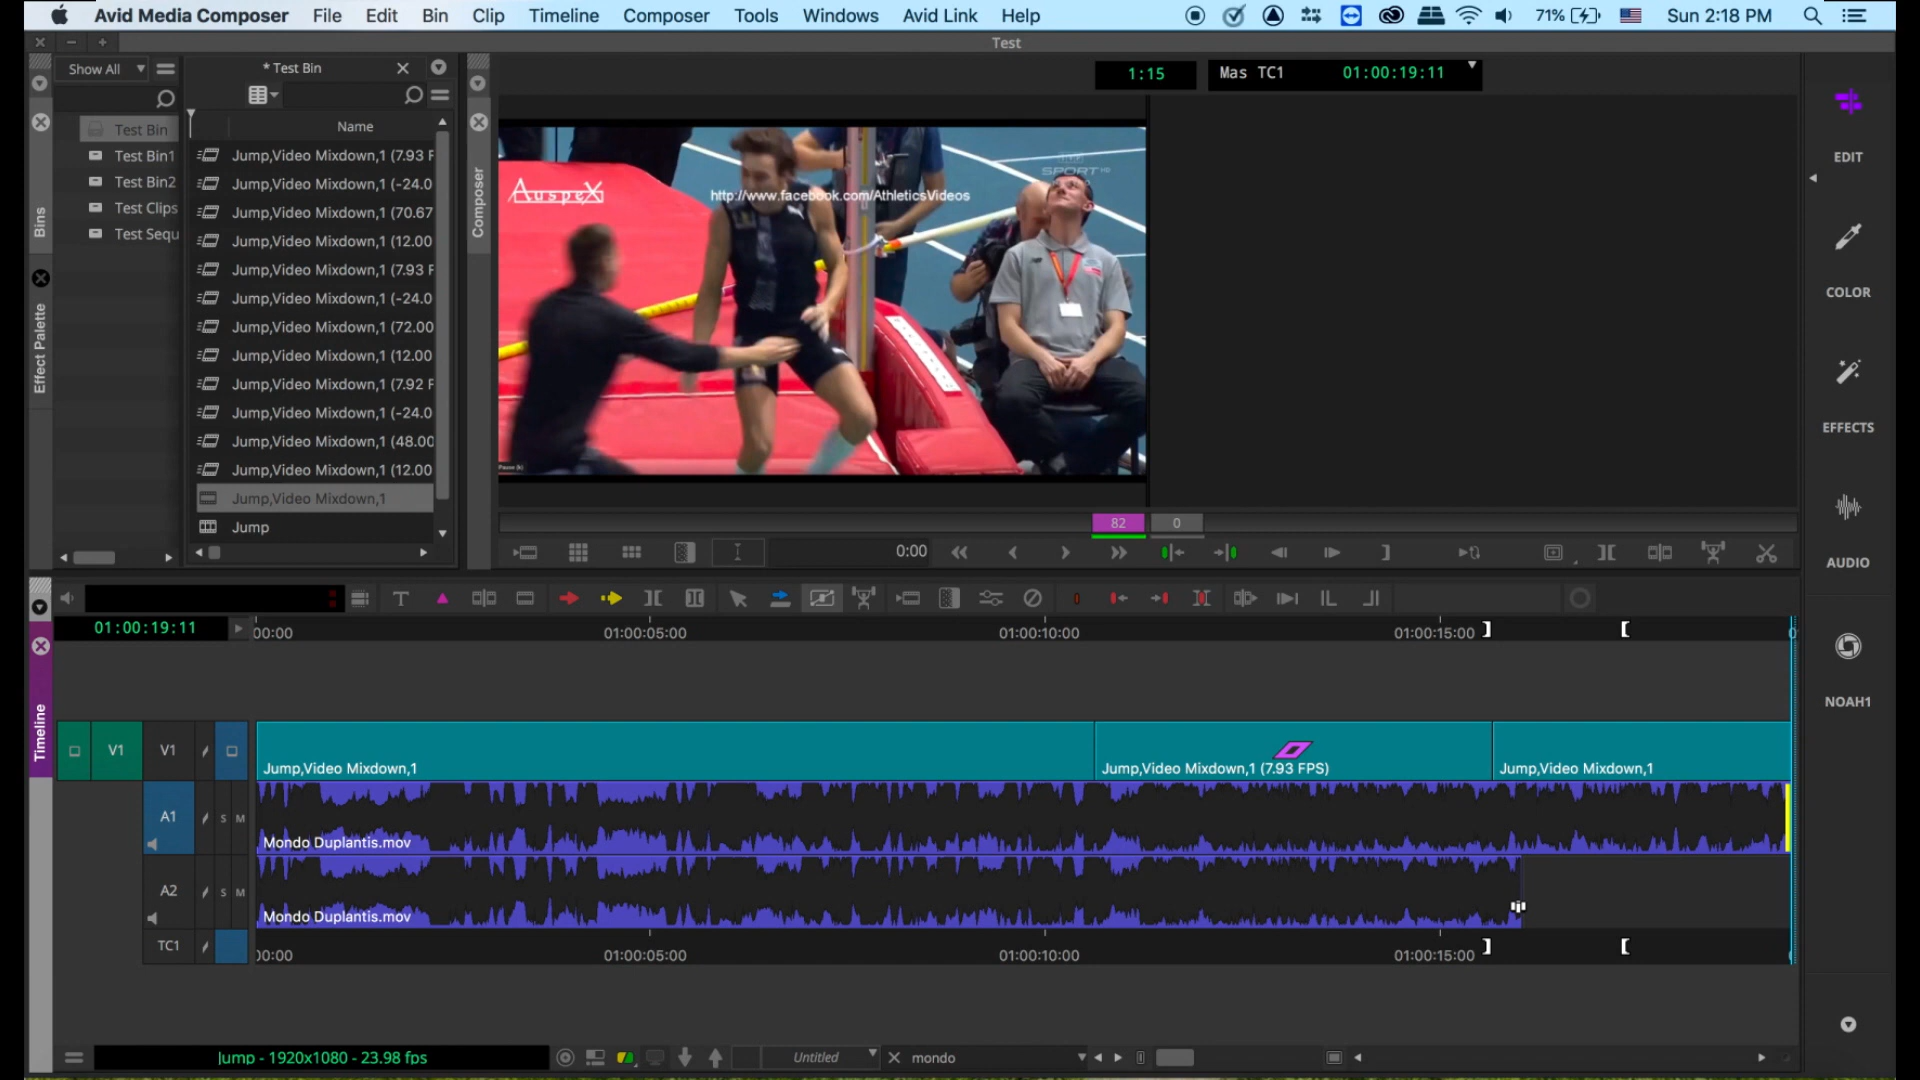 Avid Media Composer File Edit Bin Clip Timeline Composer Tools Windows Avid Link Help 71% Sun 2:18 PM
Test
Show All
* Test Bin
1:15
Mas TC1 01:00:19:11
Name
Test Bin
Test Bin1
Test Bin2
Test Clips
Test Sequ
Bins
Effect Palette
Composer
Jump,Video Mixdown,1 (7.93 F
Jump,Video Mixdown,1 (-24.0
Jump,Video Mixdown,1 (70.67
Jump,Video Mixdown,1 (12.00
Jump,Video Mixdown,1 (7.93 F
Jump,Video Mixdown,1 (-24.0
Jump,Video Mixdown,1 (72.00
Jump,Video Mixdown,1 (12.00
Jump,Video Mixdown,1 (7.92 F
Jump,Video Mixdown,1 (-24.0
Jump,Video Mixdown,1 (48.00
Jump,Video Mixdown,1 (12.00
Jump,Video Mixdown,1
Jump
AuspeX
http://www.facebook.com/AthleticsVideos
SPORT HD
Pause (k)
82 0
0:00
EDIT
COLOR
EFFECTS
AUDIO
NOAH1
01:00:19:11
00:00 01:00:05:00 01:00:10:00 01:00:15:00
Timeline
V1 V1
Jump,Video Mixdown,1 Jump,Video Mixdown,1 (7.93 FPS) Jump,Video Mixdown,1
A1 S M
Mondo Duplantis.mov
A2 S M
Mondo Duplantis.mov
TC1
00:00 01:00:05:00 01:00:10:00 01:00:15:00
Jump - 1920x1080 - 23.98 fps
Untitled
mondo